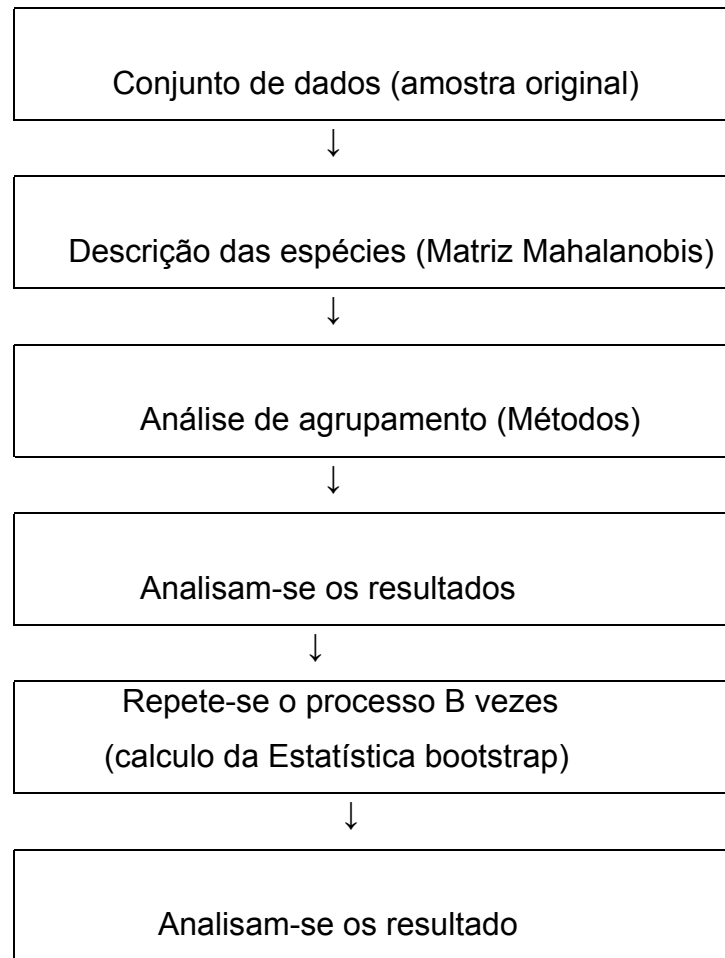 Conjunto de dados (amostra original)
↓
Descrição das espécies (Matriz Mahalanobis)
↓
Análise de agrupamento (Métodos)
↓
Analisam-se os resultados
↓
Repete-se o processo B vezes
(calculo da Estatística bootstrap)
↓
Analisam-se os resultado